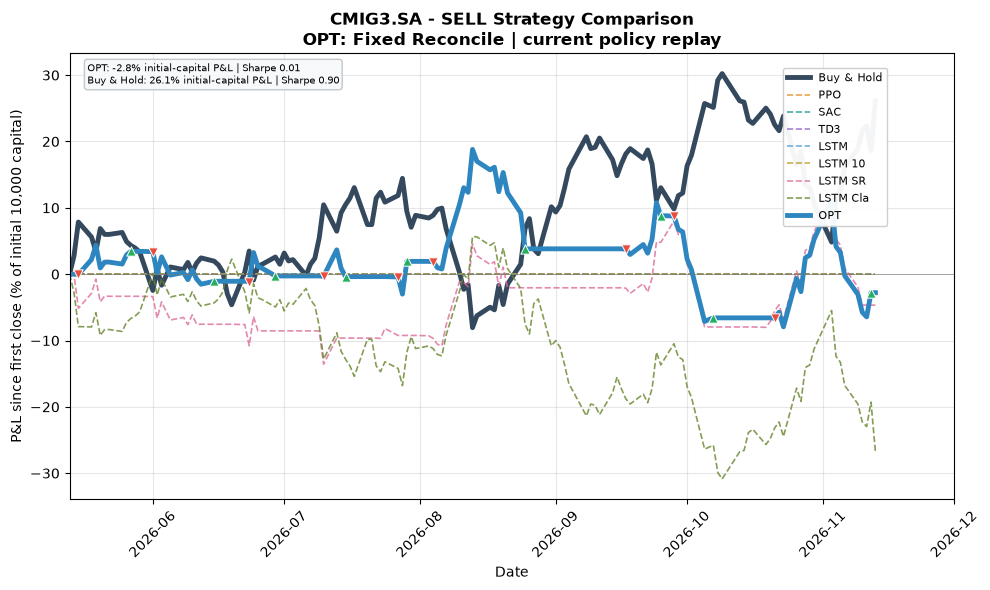 CMIG3.SA - SELL Strategy Comparison
OPT: Fixed Reconcile | current policy replay
OPT: -2.8% initial-capital P&L | Sharpe 0.01
Buy & Hold: 26.1% initial-capital P&L | Sharpe 0.90
Buy & Hold
PPO
SAC
TD3
LSTM
LSTM 10
LSTM SR
LSTM Cla
OPT
P&L since first close (% of initial 10,000 capital)
30
20
10
0
−10
−20
−30
2026-06
2026-07
2026-08
2026-09
2026-10
2026-11
2026-12
Date